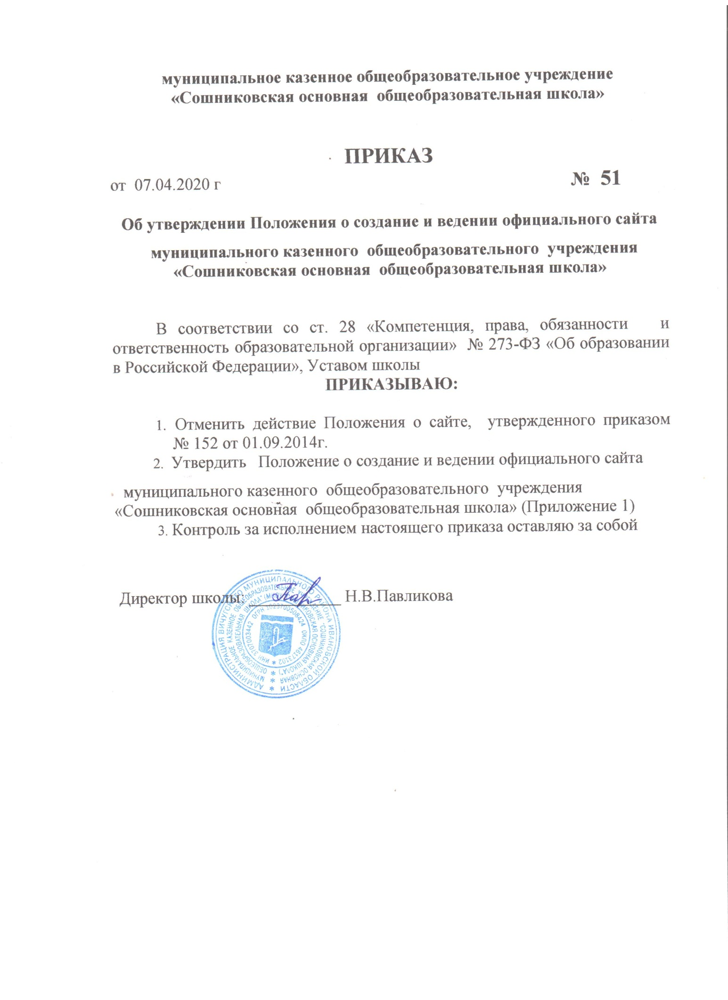 муниципальное казенное общеобразовательное учреждение
«Сошниковская основная общеобразовательная школа»
ПРИКАЗ
от 07.04.2020 г № 51
Об утверждении Положения о создание и ведении официального сайта
муниципального казенного общеобразовательного учреждения
«Сошниковская основная общеобразовательная школа»
В соответствии со ст. 28 «Компетенция, права, обязанности и
ответственность образовательной организации» № 273-ФЗ «Об образовании
в Российской Федерации», Уставом школы
ПРИКАЗЫВАЮ:
1. Отменить действие Положения о сайте, утвержденного приказом
№ 152 от 01.09.2014г.
2. Утвердить Положение о создание и ведении официального сайта
муниципального казенного общеобразовательного учреждения
«Сошниковская основная общеобразовательная школа» (Приложение 1)
3. Контроль за исполнением настоящего приказа оставляю за собой
Директор школы: Н.В.Павликова
АДМИНИСТРАЦИЯ ВИЧУГСКОГО МУНИЦИПАЛЬНОГО РАЙОНА ИВАНОВСКОЙ ОБЛАСТИ
МУНИЦИПАЛЬНОЕ КАЗЕННОЕ ОБЩЕОБРАЗОВАТЕЛЬНОЕ УЧРЕЖДЕНИЕ "СОШНИКОВСКАЯ ОСНОВНАЯ
ОБЩЕОБРАЗОВАТЕЛЬНАЯ ШКОЛА" (МКОУ СОШНИКОВСКАЯ ОСНОВНАЯ ШКОЛА")
ИНН 3707003442 ОГРН 1023700508424 ОКПО 46173102